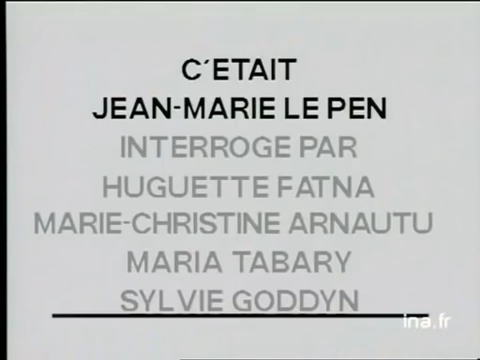 C'ETAIT
JEAN-MARIE LE PEN
INTERROGE PAR
HUGUETTE FATNA
MARIE-CHRISTINE ARNAUTU
MARIA TABARY
SYLVIE GODDYN
ina.fr